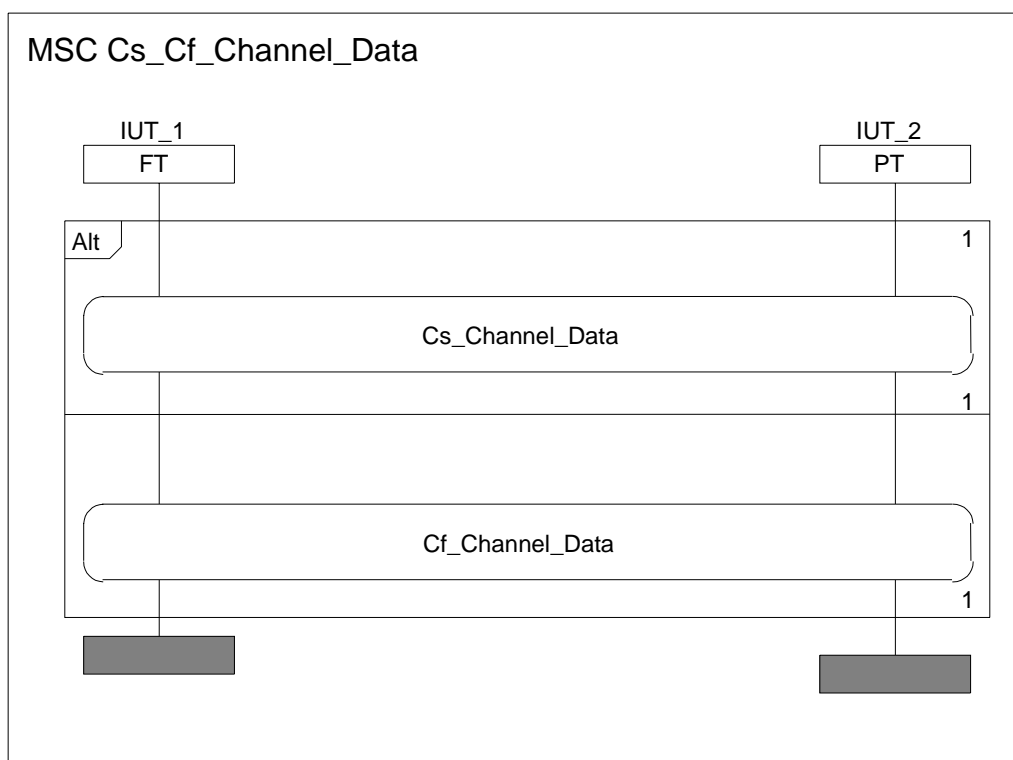 MSC Cs_Cf_Channel_Data
IUT_1 IUT_2
FT PT
Alt 1
Cs_Channel_Data
1
Cf_Channel_Data
1